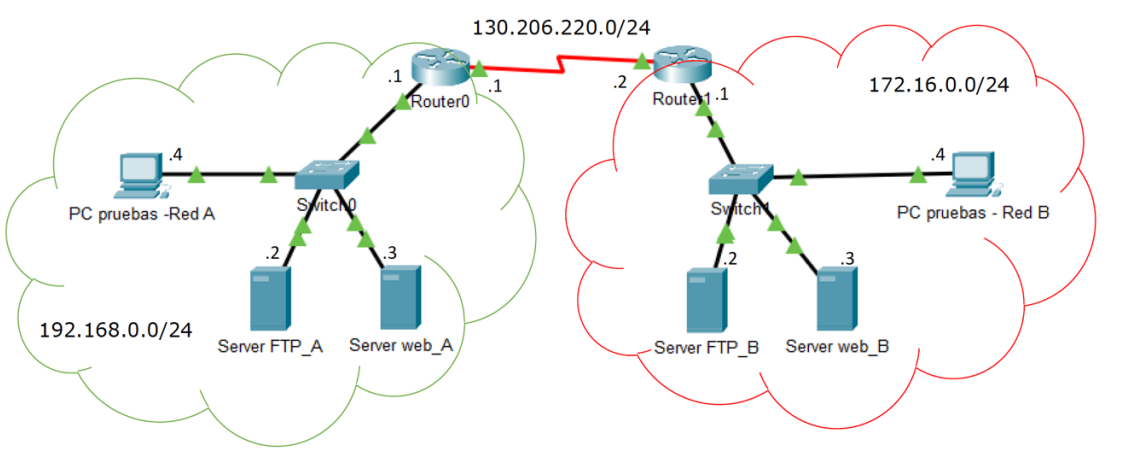 130.206.220.0/24
.1
.1
Router0
.2
Router1
.1
172.16.0.0/24
.4
PC pruebas -Red A
Switch0
.4
PC pruebas - Red B
Switch1
.2
.3
.2
.3
192.168.0.0/24
Server FTP_A
Server web_A
Server FTP_B
Server web_B